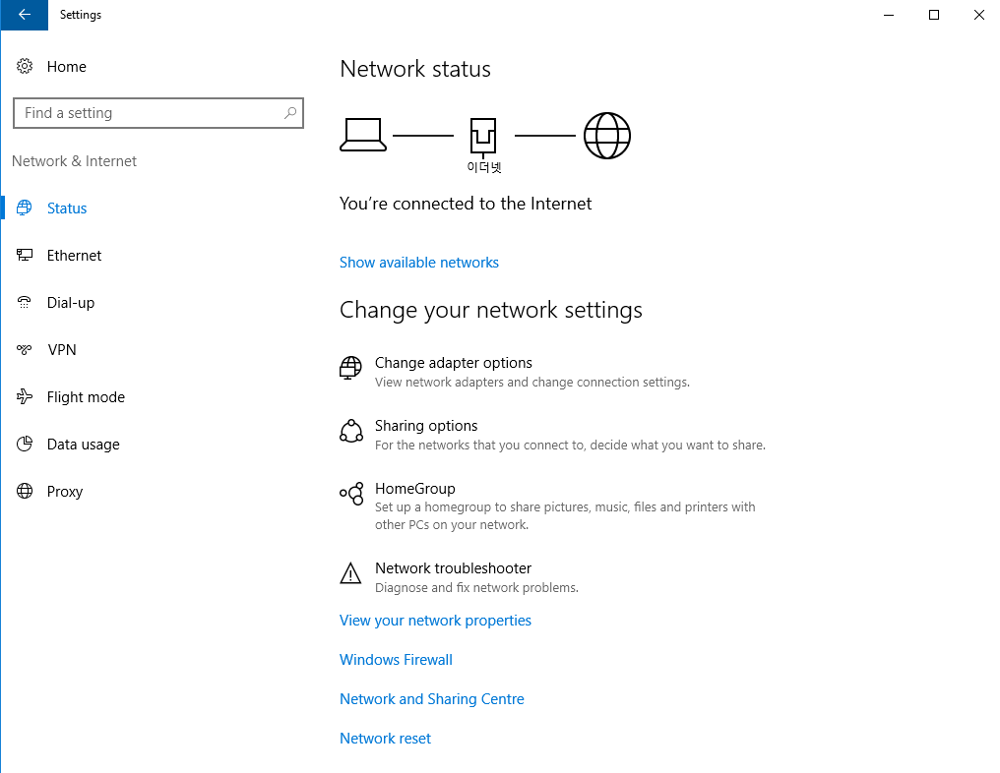 Settings
Home
Find a setting
Network & Internet
Status
Ethernet
Dial-up
VPN
Flight mode
Data usage
Proxy
Network status
이더넷
You're connected to the Internet
Show available networks
Change your network settings
Change adapter options
View network adapters and change connection settings.
Sharing options
For the networks that you connect to, decide what you want to share.
HomeGroup
Set up a homegroup to share pictures, music, files and printers with
other PCs on your network.
Network troubleshooter
Diagnose and fix network problems.
View your network properties
Windows Firewall
Network and Sharing Centre
Network reset